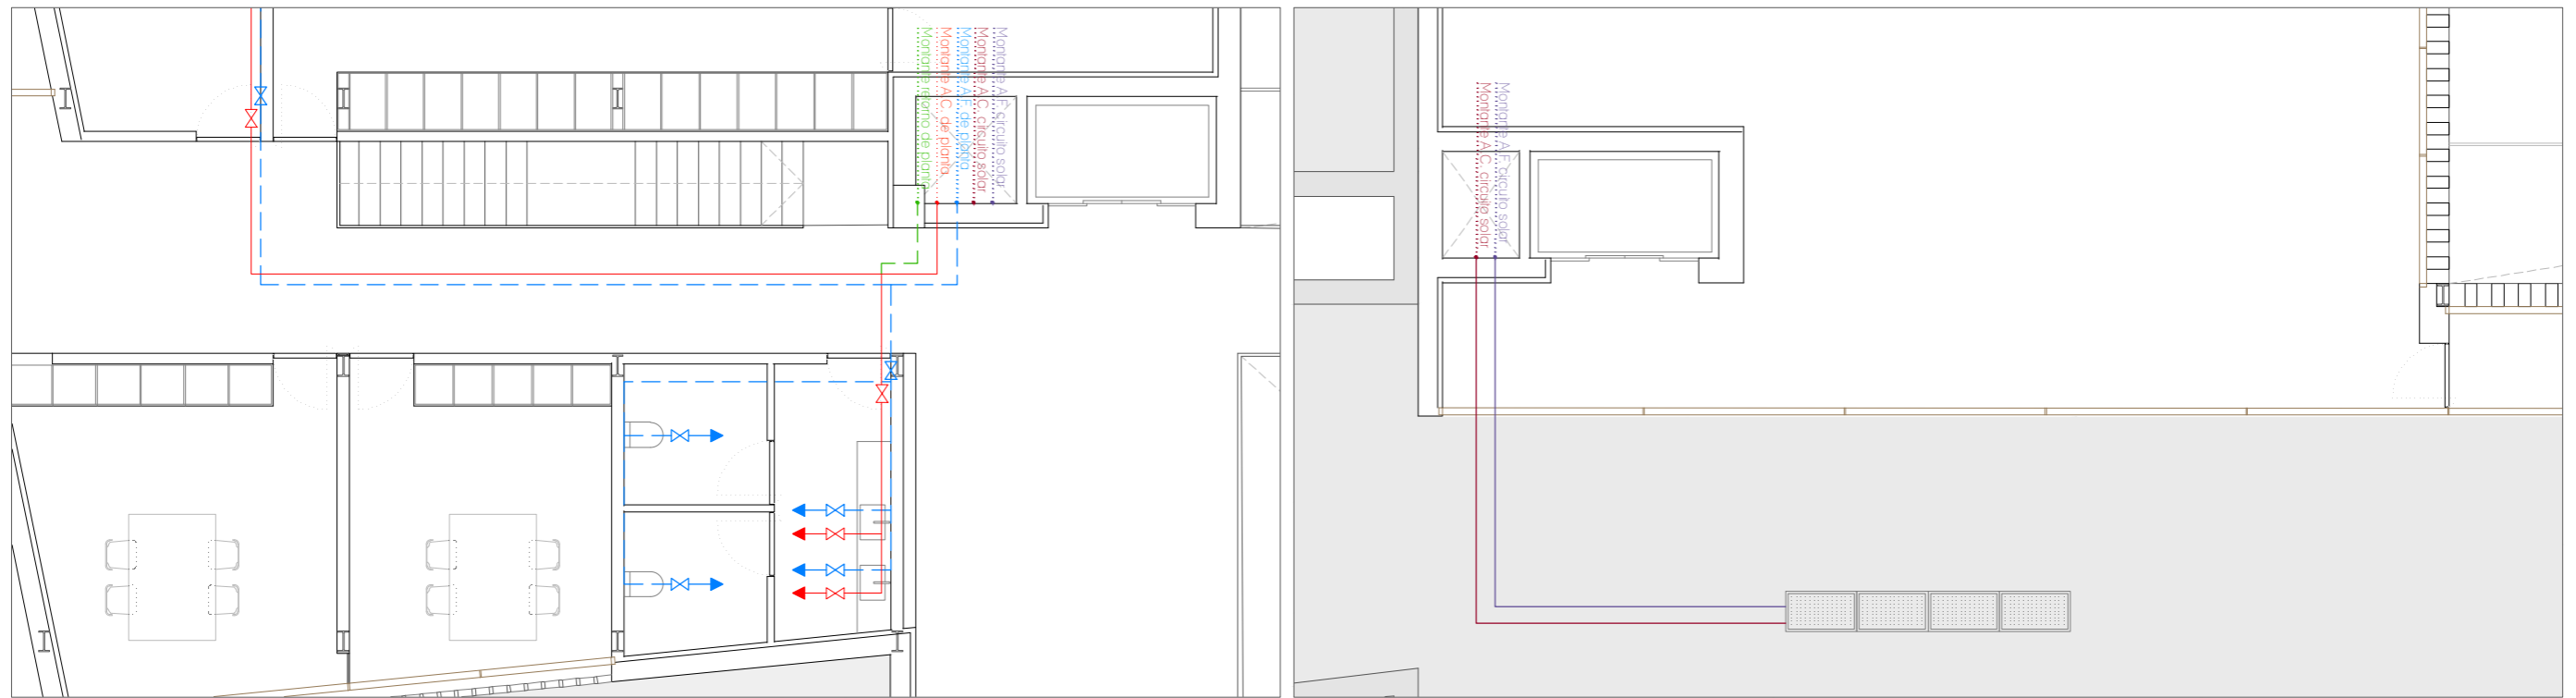 Montante retorno de planta
Montante A.C. de planta
Montante A.F. de planta
Montante A.C. circuito solar
Montante A.F. circuito solar
Montante A.C. circuito solar
Montante A.F. circuito solar